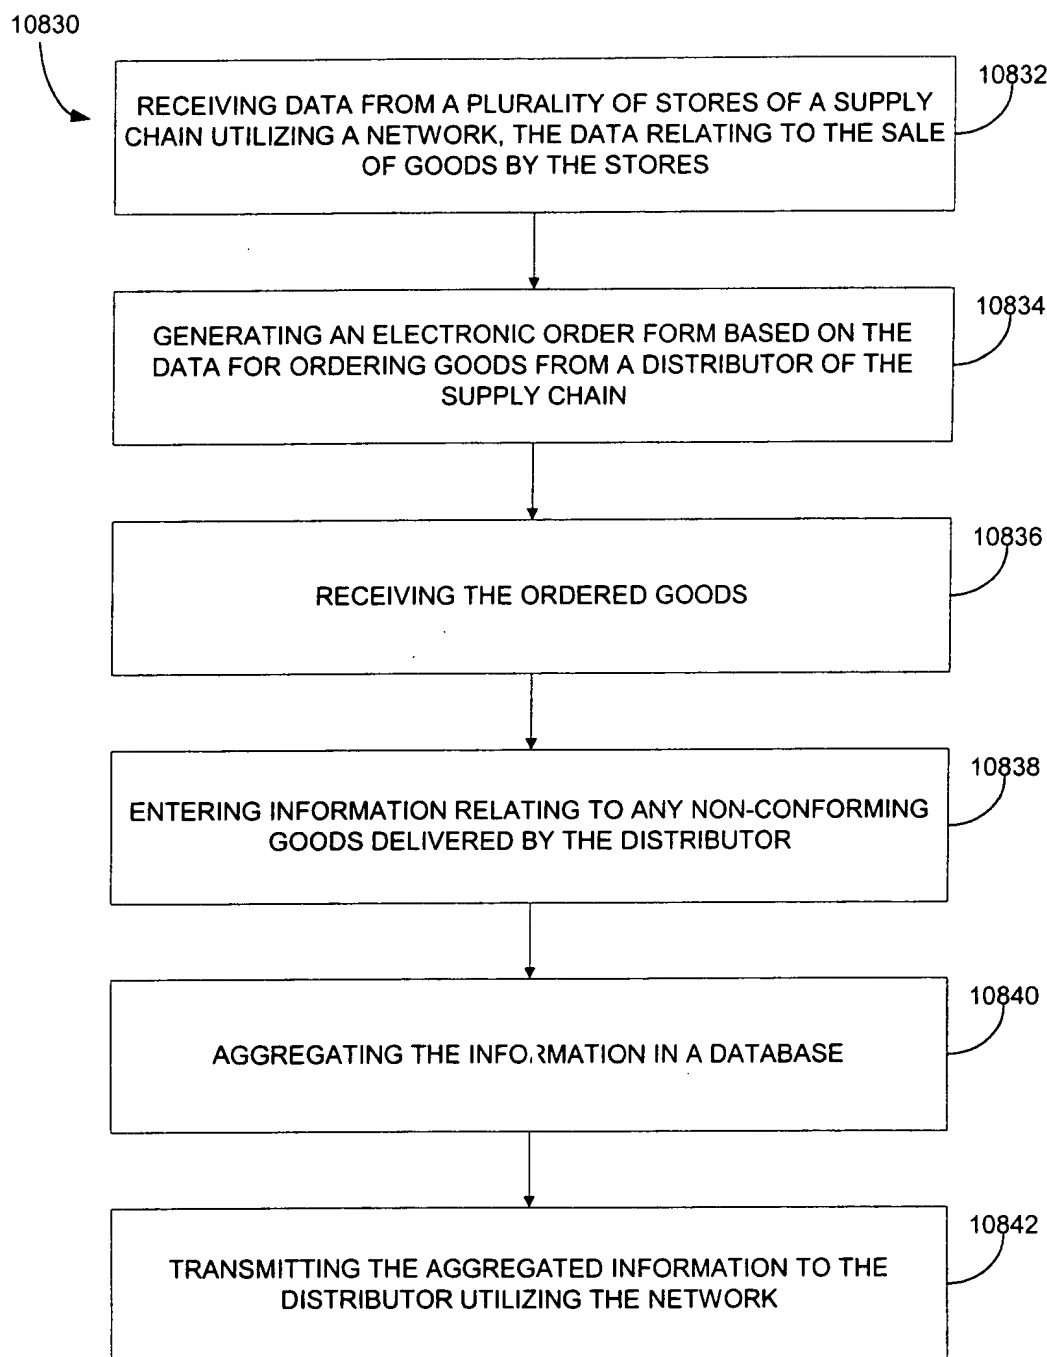 10830
10832
RECEIVING DATA FROM A PLURALITY OF STORES OF A SUPPLY
CHAIN UTILIZING A NETWORK, THE DATA RELATING TO THE SALE
OF GOODS BY THE STORES
10834
GENERATING AN ELECTRONIC ORDER FORM BASED ON THE
DATA FOR ORDERING GOODS FROM A DISTRIBUTOR OF THE
SUPPLY CHAIN
10836
RECEIVING THE ORDERED GOODS
10838
ENTERING INFORMATION RELATING TO ANY NON-CONFORMING
GOODS DELIVERED BY THE DISTRIBUTOR
10840
AGGREGATING THE INFORMATION IN A DATABASE
10842
TRANSMITTING THE AGGREGATED INFORMATION TO THE
DISTRIBUTOR UTILIZING THE NETWORK